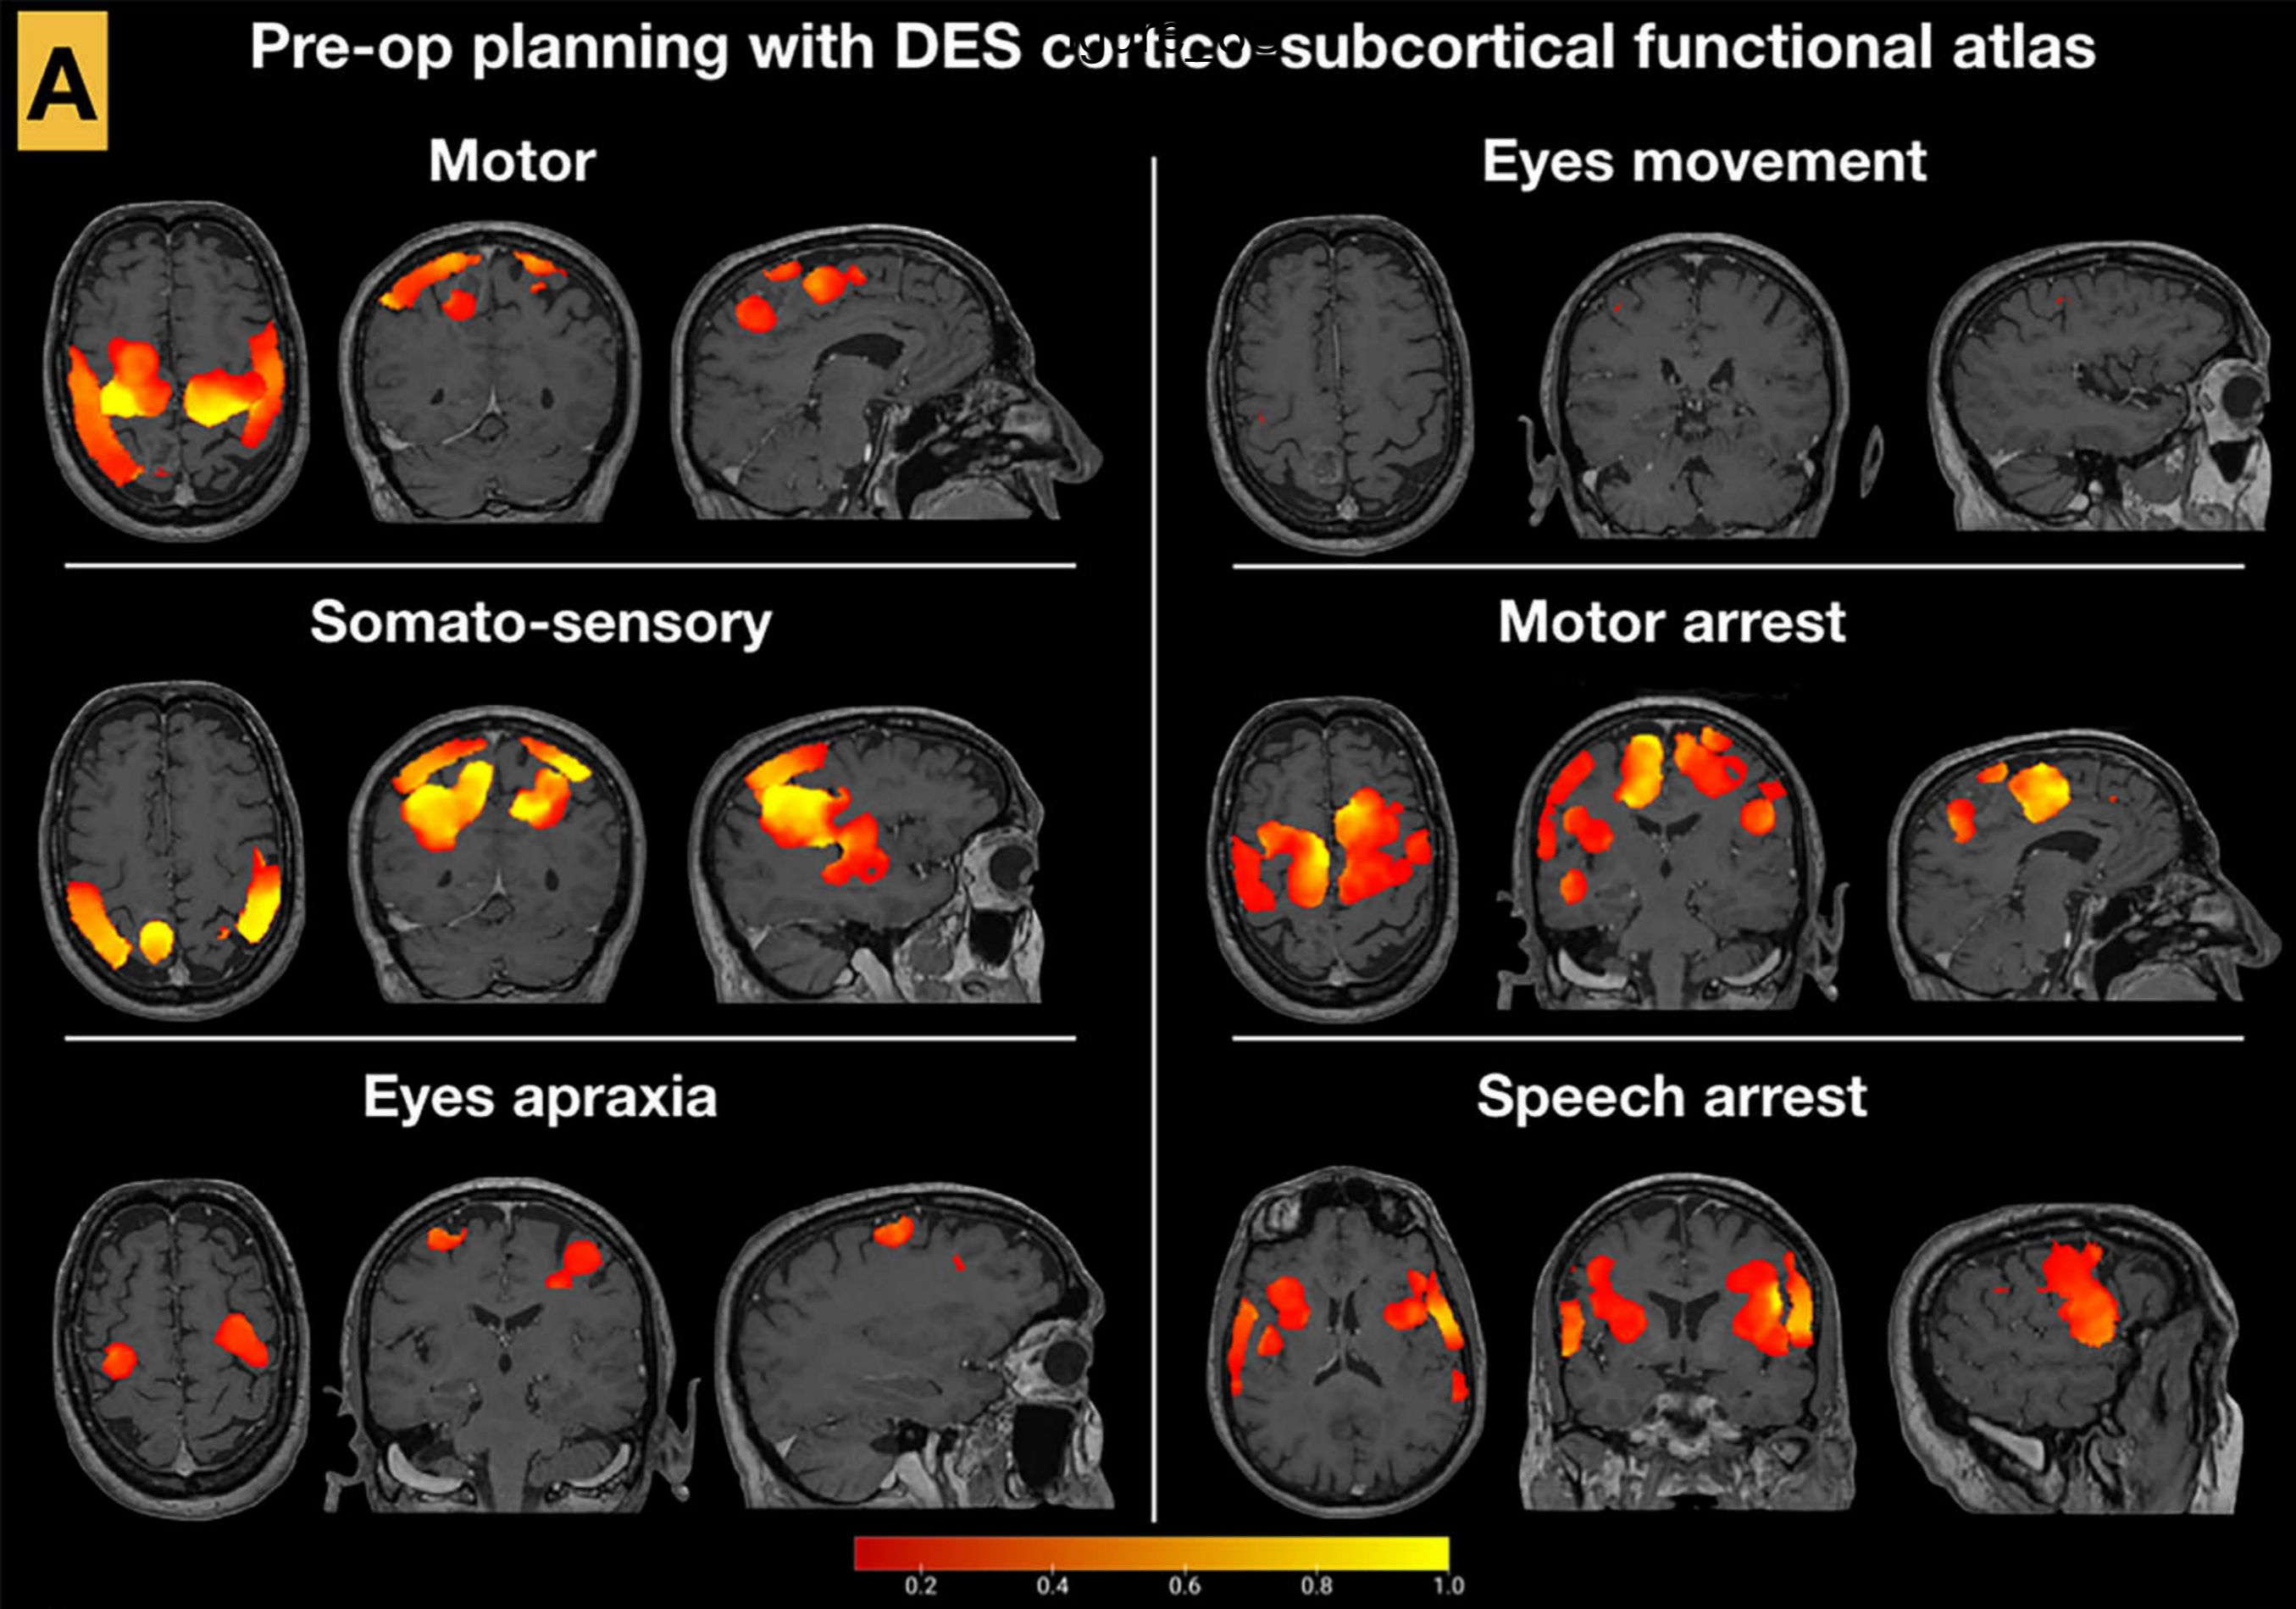 A
Pre-op planning with DES cortico-subcortical functional atlas
Motor
Eyes movement
Somato-sensory
Motor arrest
Eyes apraxia
Speech arrest
0.2 0.4 0.6 0.8 1.0